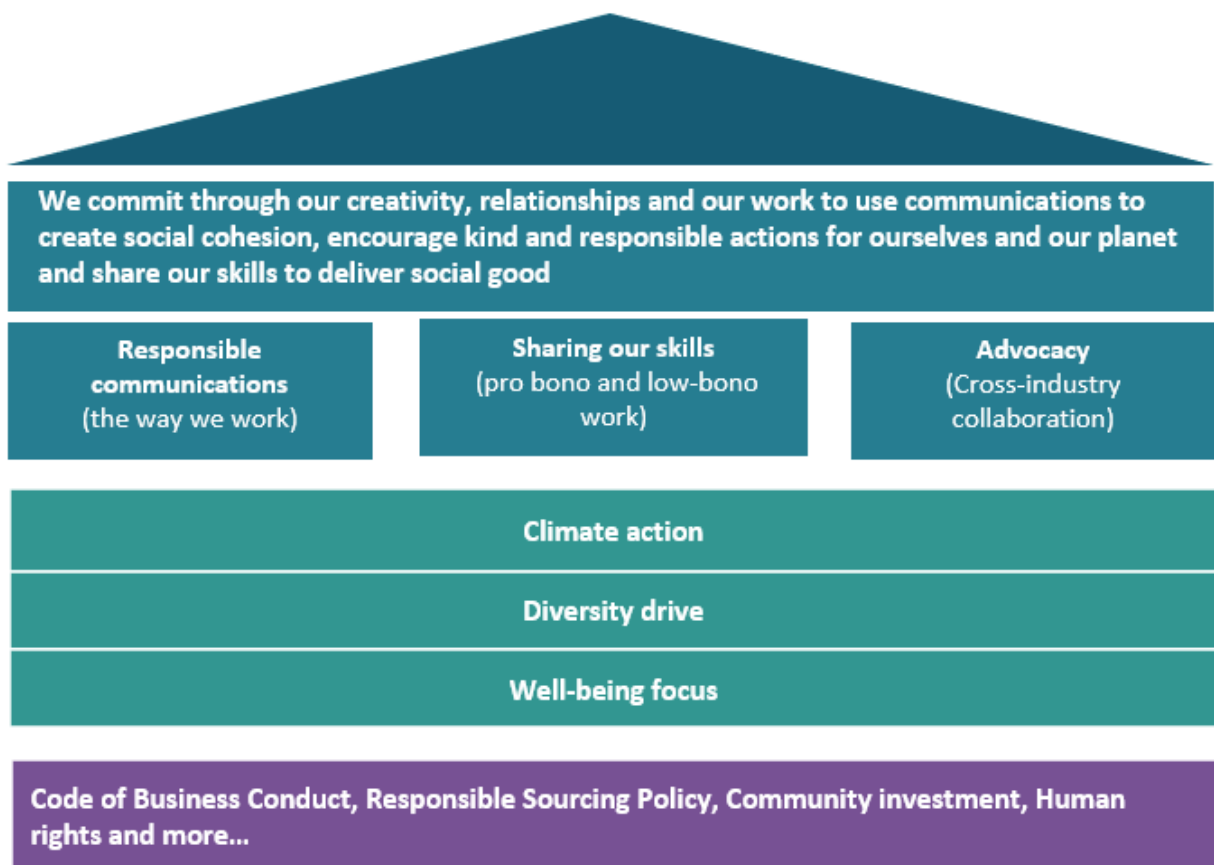 We commit through our creativity, relationships and our work to use communications to
create social cohesion, encourage kind and responsible actions for ourselves and our planet
and share our skills to deliver social good
Responsible
communications
(the way we work)
Sharing our skills
(pro bono and low-bono
work)
Advocacy
(Cross-industry
collaboration)
Climate action
Diversity drive
Well-being focus
Code of Business Conduct, Responsible Sourcing Policy, Community investment, Human
rights and more…